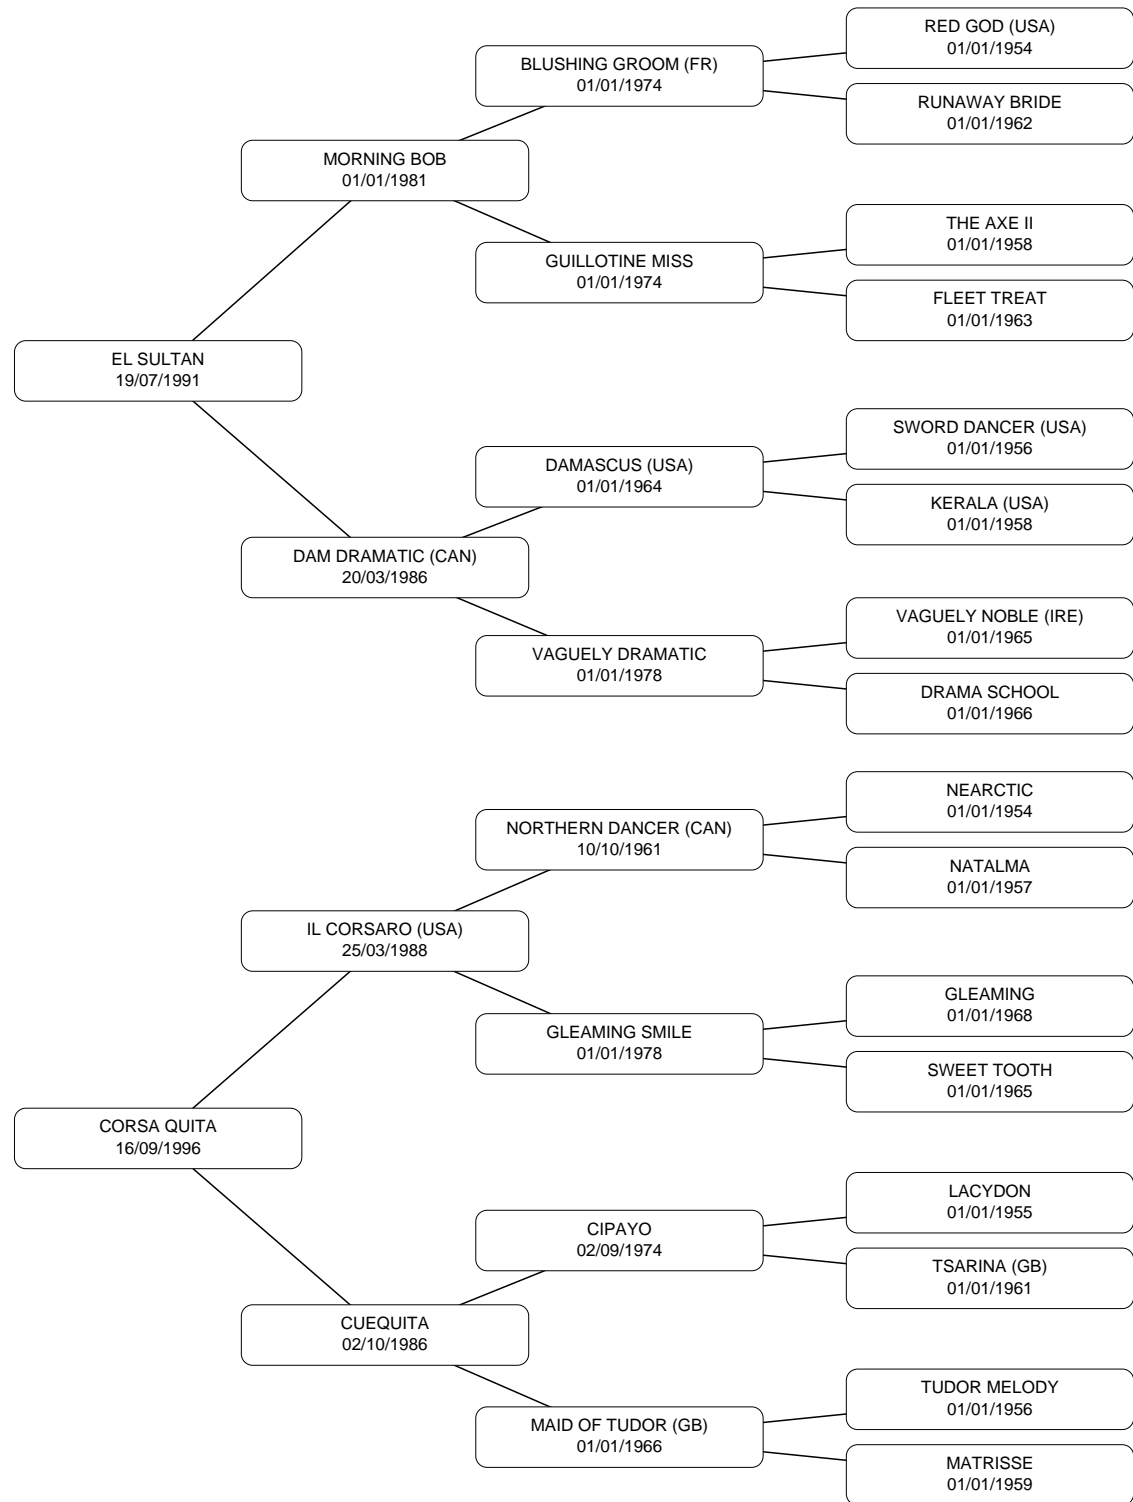 RED GOD (USA)
01/01/1954
BLUSHING GROOM (FR)
01/01/1974
RUNAWAY BRIDE
01/01/1962
MORNING BOB
01/01/1981
THE AXE II
01/01/1958
GUILLOTINE MISS
01/01/1974
FLEET TREAT
01/01/1963
EL SULTAN
19/07/1991
SWORD DANCER (USA)
01/01/1956
DAMASCUS (USA)
01/01/1964
KERALA (USA)
01/01/1958
DAM DRAMATIC (CAN)
20/03/1986
VAGUELY NOBLE (IRE)
01/01/1965
VAGUELY DRAMATIC
01/01/1978
DRAMA SCHOOL
01/01/1966
NEARCTIC
01/01/1954
NORTHERN DANCER (CAN)
10/10/1961
NATALMA
01/01/1957
IL CORSARO (USA)
25/03/1988
GLEAMING
01/01/1968
GLEAMING SMILE
01/01/1978
SWEET TOOTH
01/01/1965
CORSA QUITA
16/09/1996
LACYDON
01/01/1955
CIPAYO
02/09/1974
TSARINA (GB)
01/01/1961
CUEQUITA
02/10/1986
TUDOR MELODY
01/01/1956
MAID OF TUDOR (GB)
01/01/1966
MATRISSE
01/01/1959